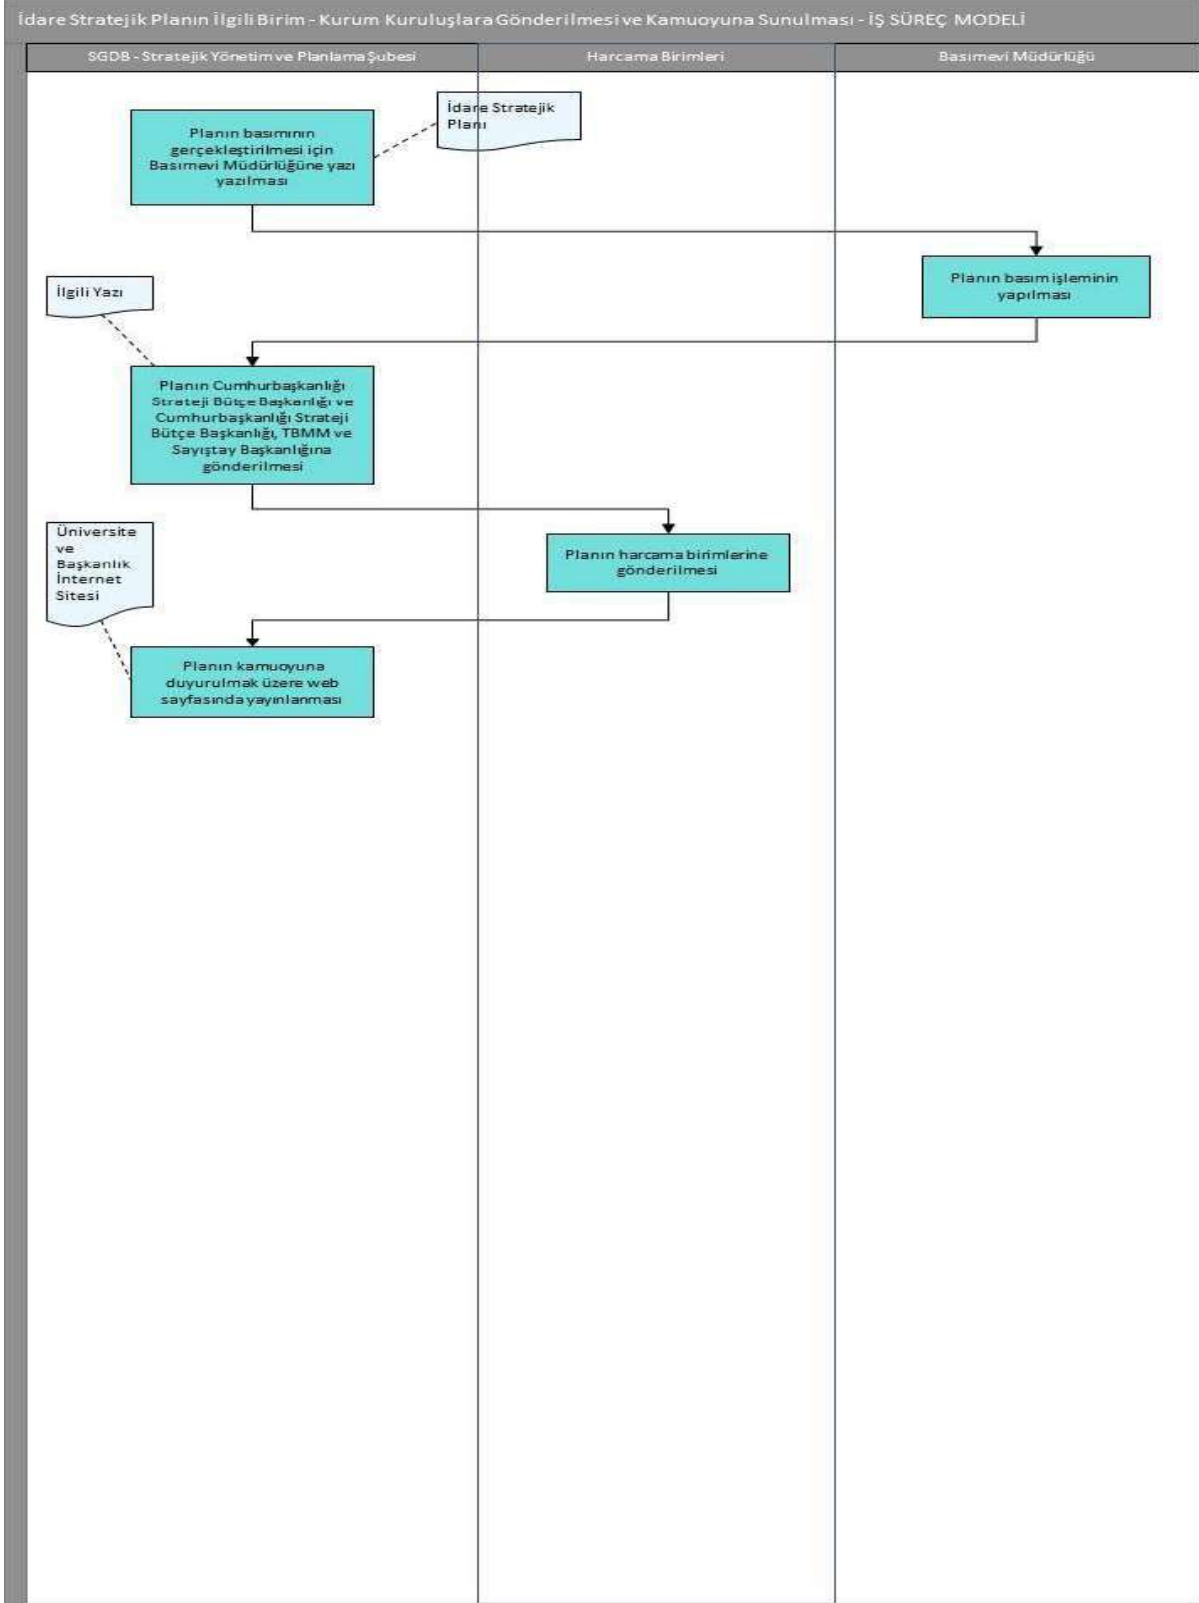 İdare Stratejik Planın İlgili Birim - Kurum Kuruluşlara Gönderilmesi ve Kamuoyuna Sunulması - İŞ SÜREÇ MODELİ
SGDB - Stratejik Yönetim ve Planlama Şubesi
Harcama Birimleri
Basımevi Müdürlüğü
İdare Stratejik
Planı
Planın basımının
gerçekleştirilmesi için
Basımevi Müdürlüğüne yazı
yazılması
Planın basım işleminin
yapılması
İlgili Yazı
Planın Cumhurbaşkanlığı
Strateji Bütçe Başkanlığı ve
Cumhurbaşkanlığı Strateji
Bütçe Başkanlığı, TBMM ve
Sayıştay Başkanlığına
gönderilmesi
Üniversite
ve
Başkanlık
İnternet
Sitesi
Planın harcama birimlerine
gönderilmesi
Planın kamuoyuna
duyurulmak üzere web
sayfasında yayınlanması